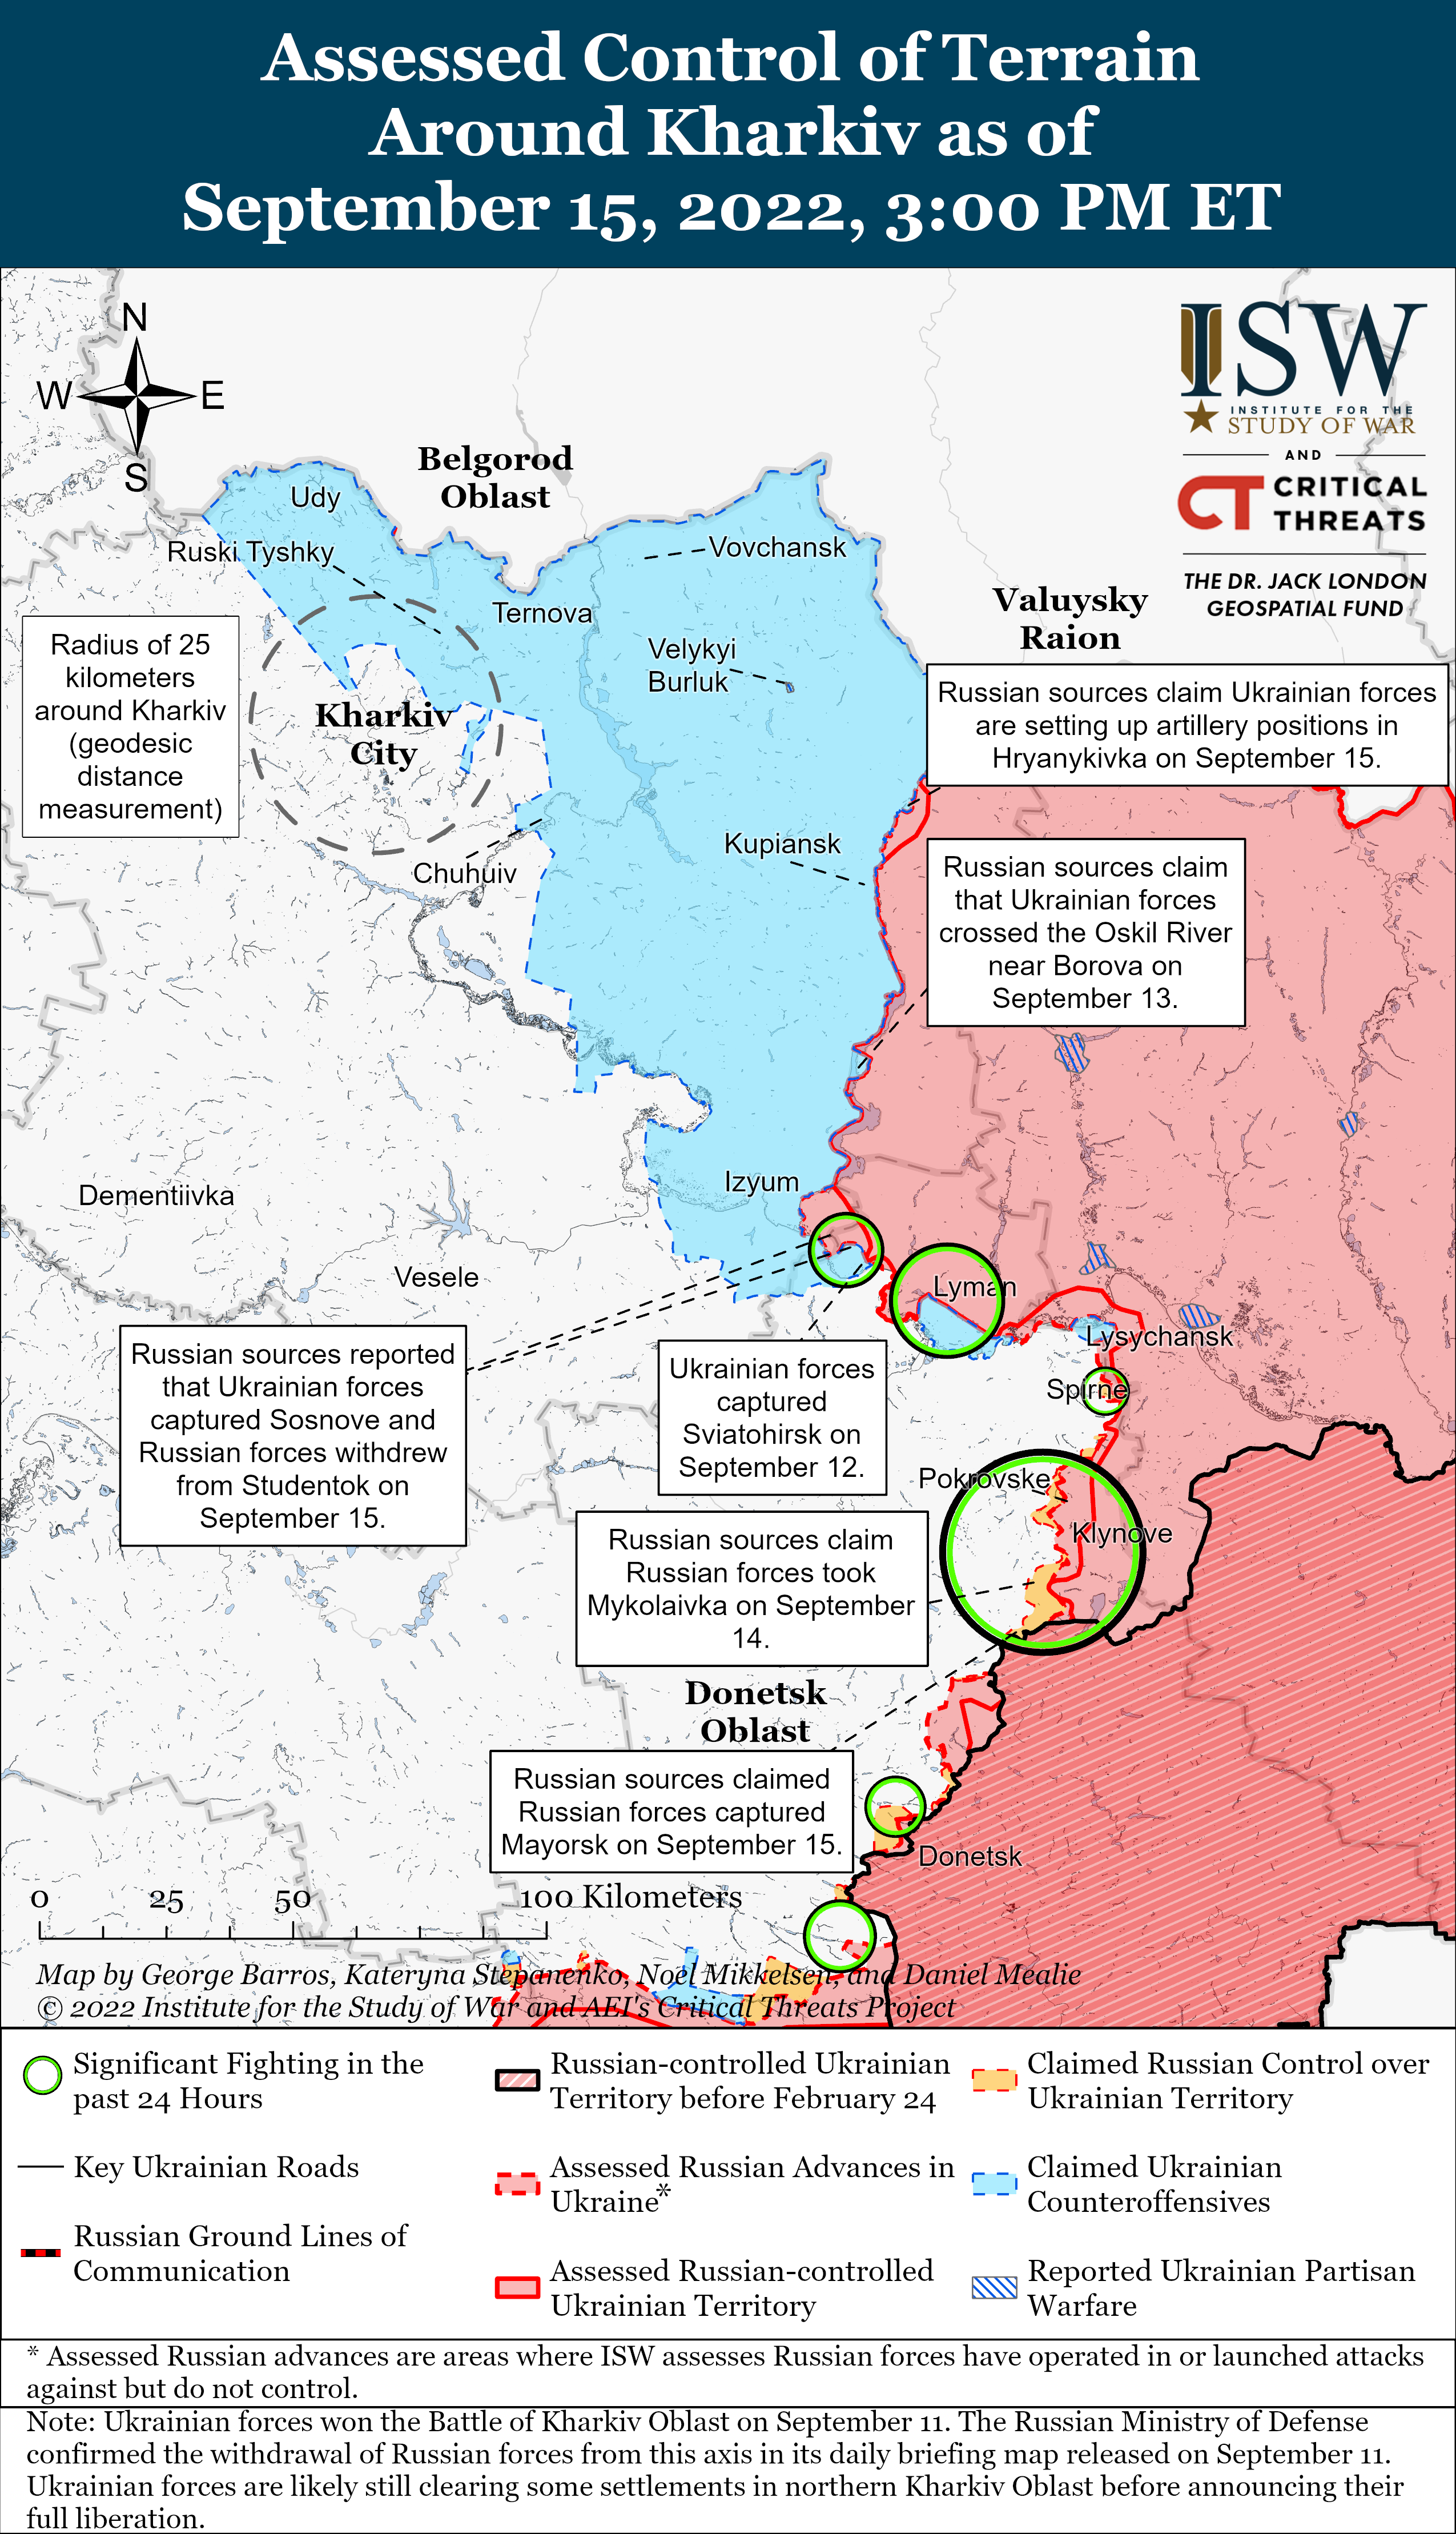 Assessed Control of Terrain
Around Kharkiv as of
September 15, 2022, 3:00 PM ET
N
W
E
S
ISW
INSTITUTE FOR THE
STUDY OF WAR
AND
CT CRITICAL
THREATS
THE DR. JACK LONDON
GEOSPATIAL FUND
Belgorod
Oblast
Udy
Ruski Tyshky
Vovchansk
Ternova
Valuysky
Raion
Velykyi
Burluk
Radius of 25
kilometers
around Kharkiv
(geodesic
distance
measurement)
Kharkiv
City
Russian sources claim Ukrainian forces
are setting up artillery positions in
Hryanykivka on September 15.
Kupiansk
Chuhuiv
Russian sources claim
that Ukrainian forces
crossed the Oskil River
near Borova on
September 13.
Izyum
Dementiivka
Vesele
Lyman
Lysychansk
Spirne
Russian sources reported
that Ukrainian forces
captured Sosnove and
Russian forces withdrew
from Studentok on
September 15.
Ukrainian forces
captured
Sviatohirsk on
September 12.
Pokrovske
Klynove
Russian sources claim
Russian forces took
Mykolaivka on September
14.
Donetsk
Oblast
Russian sources claimed
Russian forces captured
Mayorsk on September 15.
Donetsk
0 25 50 100 Kilometers
Map by George Barros, Kateryna Stepanenko, Noel Mikkelsen, and Daniel Mealie
© 2022 Institute for the Study of War and AEI's Critical Threats Project
Significant Fighting in the
past 24 Hours
Key Ukrainian Roads
Russian Ground Lines of
Communication
Russian-controlled Ukrainian
Territory before February 24
Assessed Russian Advances in
Ukraine*
Assessed Russian-controlled
Ukrainian Territory
Claimed Russian Control over
Ukrainian Territory
Claimed Ukrainian
Counteroffensives
Reported Ukrainian Partisan
Warfare
* Assessed Russian advances are areas where ISW assesses Russian forces have operated in or launched attacks
against but do not control.
Note: Ukrainian forces won the Battle of Kharkiv Oblast on September 11. The Russian Ministry of Defense
confirmed the withdrawal of Russian forces from this axis in its daily briefing map released on September 11.
Ukrainian forces are likely still clearing some settlements in northern Kharkiv Oblast before announcing their
full liberation.